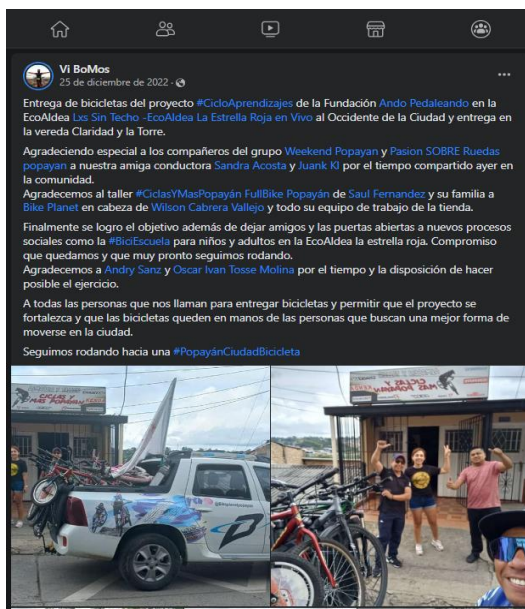 Vi BoMos
25 de diciembre de 2022 ·
Entrega de bicicletas del proyecto #CicloAprendizajes de la Fundación Ando Pedaleando en la
EcoAldea Lxs Sin Techo -EcoAldea La Estrella Roja en Vivo al Occidente de la Ciudad y entrega en
la vereda Claridad y la Torre.
Agradeciendo especial a los compañeros del grupo Weekend Popayan y Pasion SOBRE Ruedas
popayan a nuestra amiga conductora Sandra Acosta y Juank Kl por el tiempo compartido ayer en
la comunidad.
Agradecemos al taller #CiclasYMasPopayán FullBike Popayán de Saul Fernandez y su familia a
Bike Planet en cabeza de Wilson Cabrera Vallejo y todo su equipo de trabajo de la tienda.
Finalmente se logro el objetivo además de dejar amigos y las puertas abiertas a nuevos procesos
sociales como la #BiciEscuela para niños y adultos en la EcoAldea la estrella roja. Compromiso
que quedamos y que muy pronto seguimos rodando.
Agradecemos a Andry Sanz y Oscar Ivan Tosse Molina por el tiempo y la disposición de hacer
posible el ejercicio.
A todas las personas que nos llaman para entregar bicicletas y permitir que el proyecto se
fortalezca y que las bicicletas queden en manos de las personas que buscan una mejor forma de
moverse en la ciudad.
Seguimos rodando hacia una #PopayánCiudadBicicleta
CICLAS Y
MAS POPAYAN
CICLAS Y
MAS POPAYAN